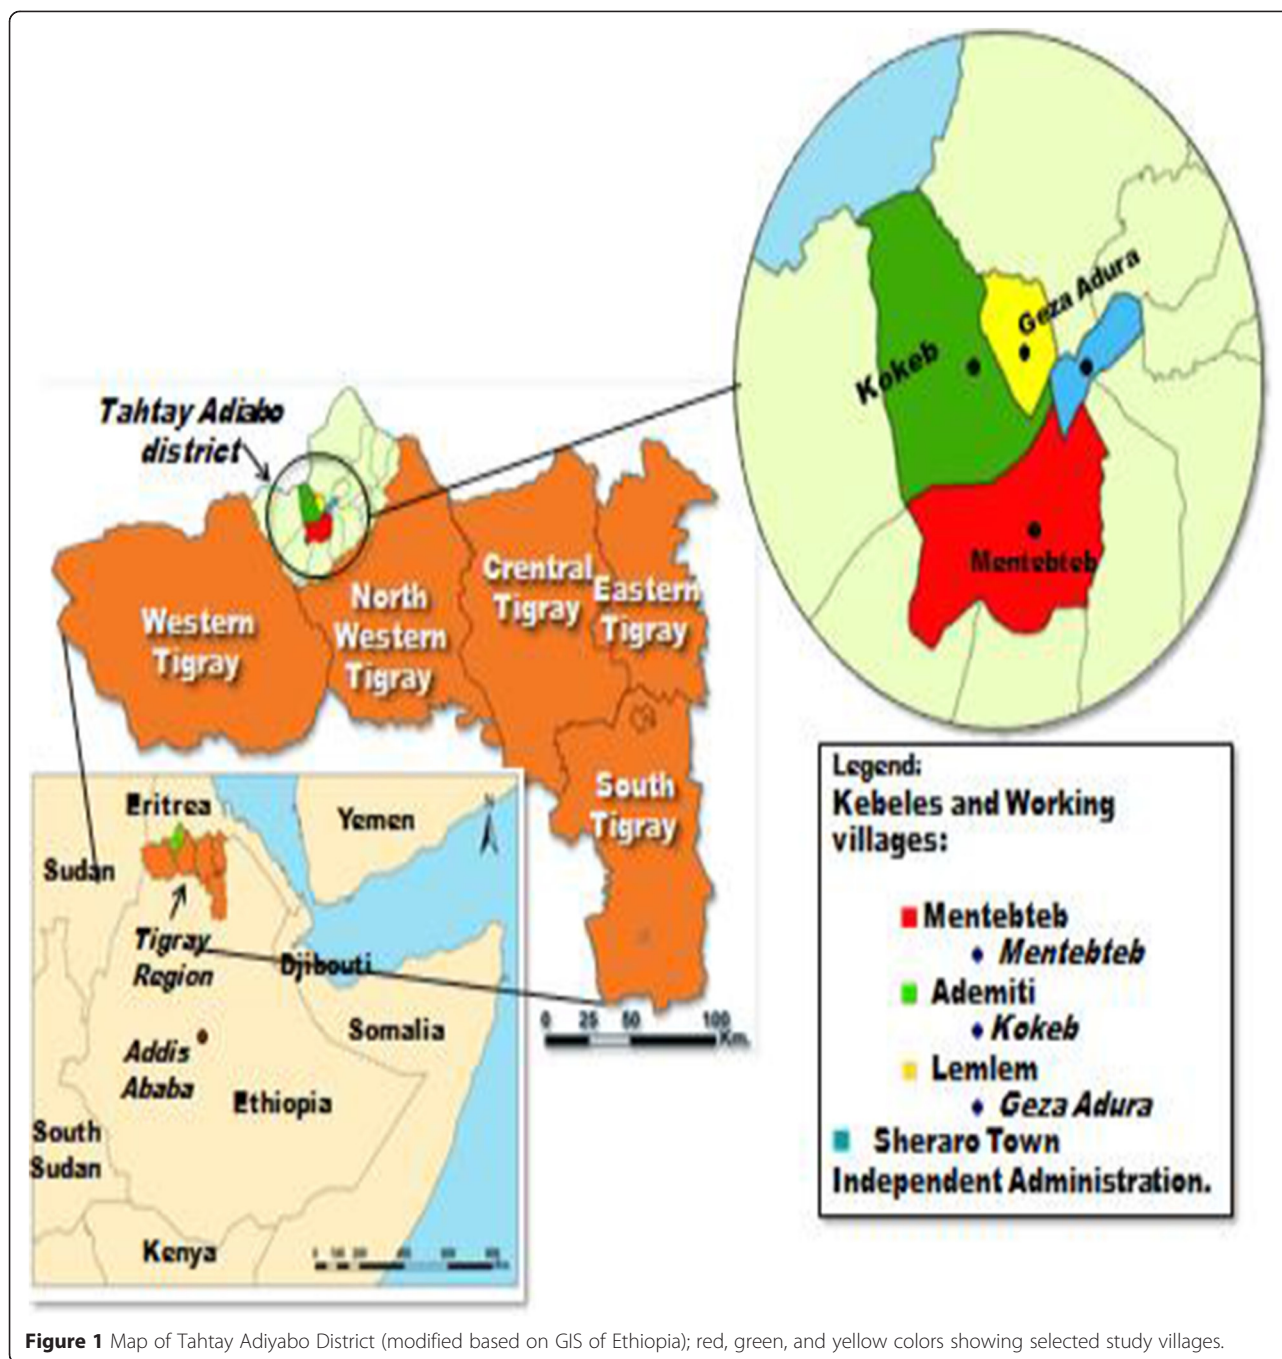 Geza Adura
Kokeb
Mentebteb
Tahtay Adiabo
district
Western
Tigray
North
Western
Tigray
Crentral
Tigray
Eastern
Tigray
South
Tigray
Eritrea
Yemen
N
Sudan
Tigray
Region
Djibouti
Somalia
Addis
Ababa
Ethiopia
South
Sudan
Kenya
0 25 50 100
Km.
Legend:
Kebeles and Working
villages:
Mentebteb
Mentebteb
Ademiti
Kokeb
Lemlem
Geza Adura
Sheraro Town
Independent Administration.
Figure 1 Map of Tahtay Adiyabo District (modified based on GIS of Ethiopia); red, green, and yellow colors showing selected study villages.